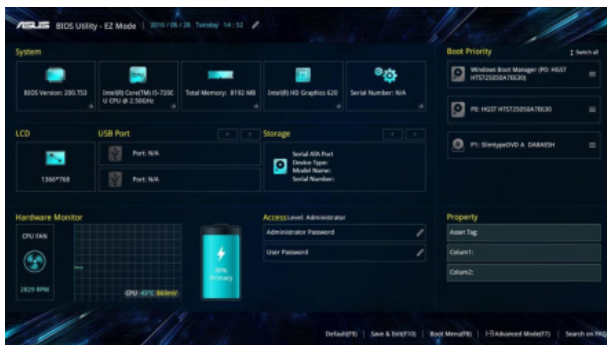 ASUS BIOS Utility - EZ Mode 2016/06/28 Tuesday 14:52
System
BIOS Version: 200.T53
Intel(R) Core(TM) i5-7200
U CPU @ 2.50GHz
Total Memory: 8192 MB
Intel(R) HD Graphics 620
Serial Number: N/A
Boot Priority
Switch all
Windows Boot Manager (P0: HGST
HTS725050A7E630)
P0: HGST HTS725050A7E630
P1: SlimtypeDVD A DA8AESH
LCD
1366*768
USB Port
Port: N/A
Port: N/A
Storage
Serial ATA Port
Device Type:
Model Name:
Serial Number:
Hardware Monitor
CPU FAN
2829 RPM
CPU 43°C 869mV
90%
Primary
Access Level: Administrator
Administrator Password
User Password
Property
Asset Tag:
Column1:
Column2:
Default(F9) | Save & Exit(F10) | Boot Menu(F8) | Advanced Mode(F7) | Search on FAQ